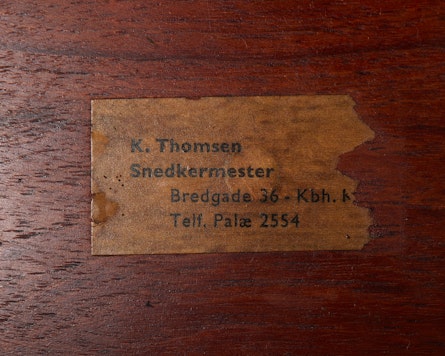 K. Thomsen
Snedkermester
Bredgade 36 - Kbh. K
Telf. Palæ 2554